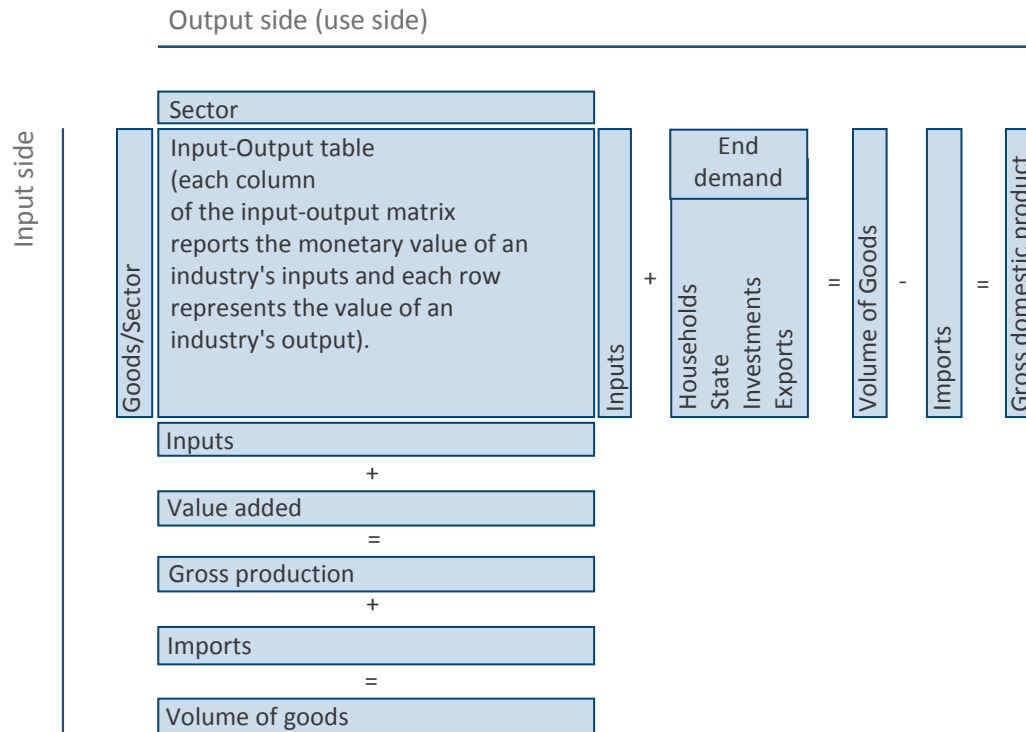 Output side (use side)
Input side
Sector
Goods/Sector
Input-Output table
(each column
of the input-output matrix
reports the monetary value of an
industry's inputs and each row
represents the value of an
industry's output).
Inputs
+
End
demand
Households
State
Investments
Exports
=
Volume of Goods
-
Imports
=
Gross domestic product
Inputs
+
Value added
=
Gross production
+
Imports
=
Volume of goods